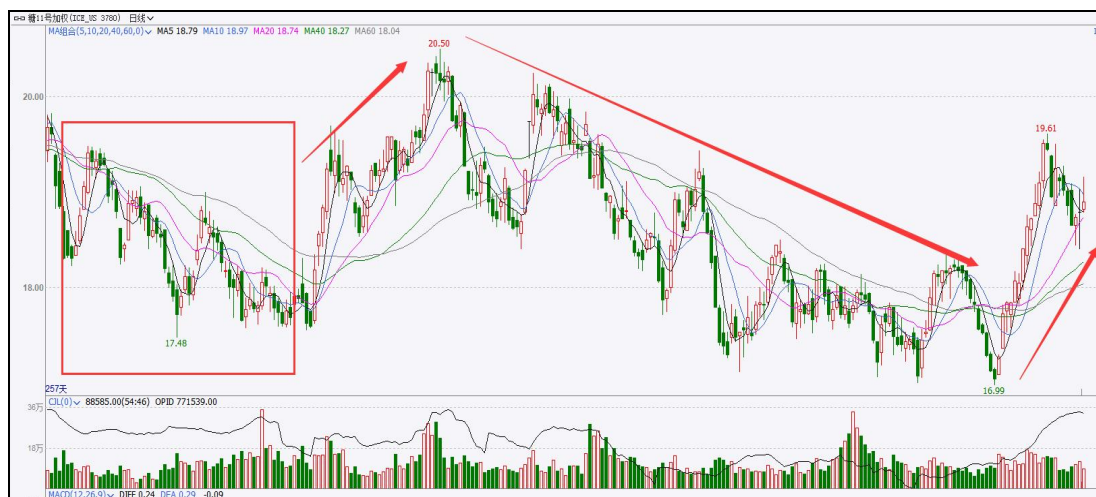 糖11号加权(ICE_US 3780) 日线
MA组合(5,10,20,40,60,0) MA5 18.79 MA10 18.97 MA20 18.74 MA40 18.27 MA60 18.04
20.50
20.00
19.61
18.00
17.48
16.99
257天
CJL(0) 88585.00(54:46) OPID 771539.00
36万
18万
MACD(12,26,9) DIFF 0.24 DEA 0.29 -0.09